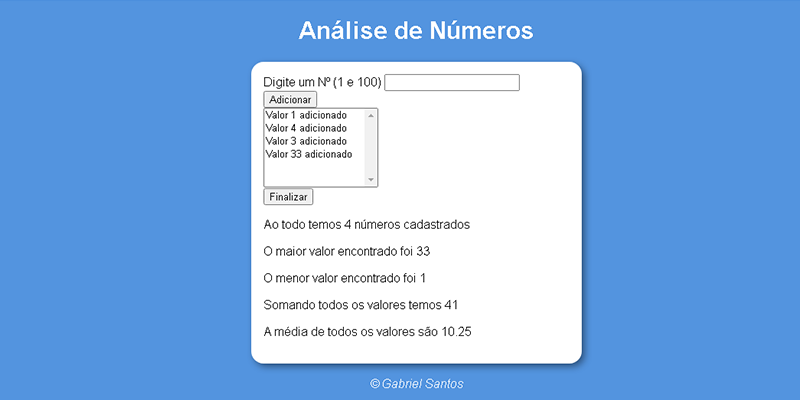 Análise de Números
Digite um Nº (1 e 100)
Adicionar
Valor 1 adicionado
Valor 4 adicionado
Valor 3 adicionado
Valor 33 adicionado
Finalizar
Ao todo temos 4 números cadastrados
O maior valor encontrado foi 33
O menor valor encontrado foi 1
Somando todos os valores temos 41
A média de todos os valores são 10.25
© Gabriel Santos